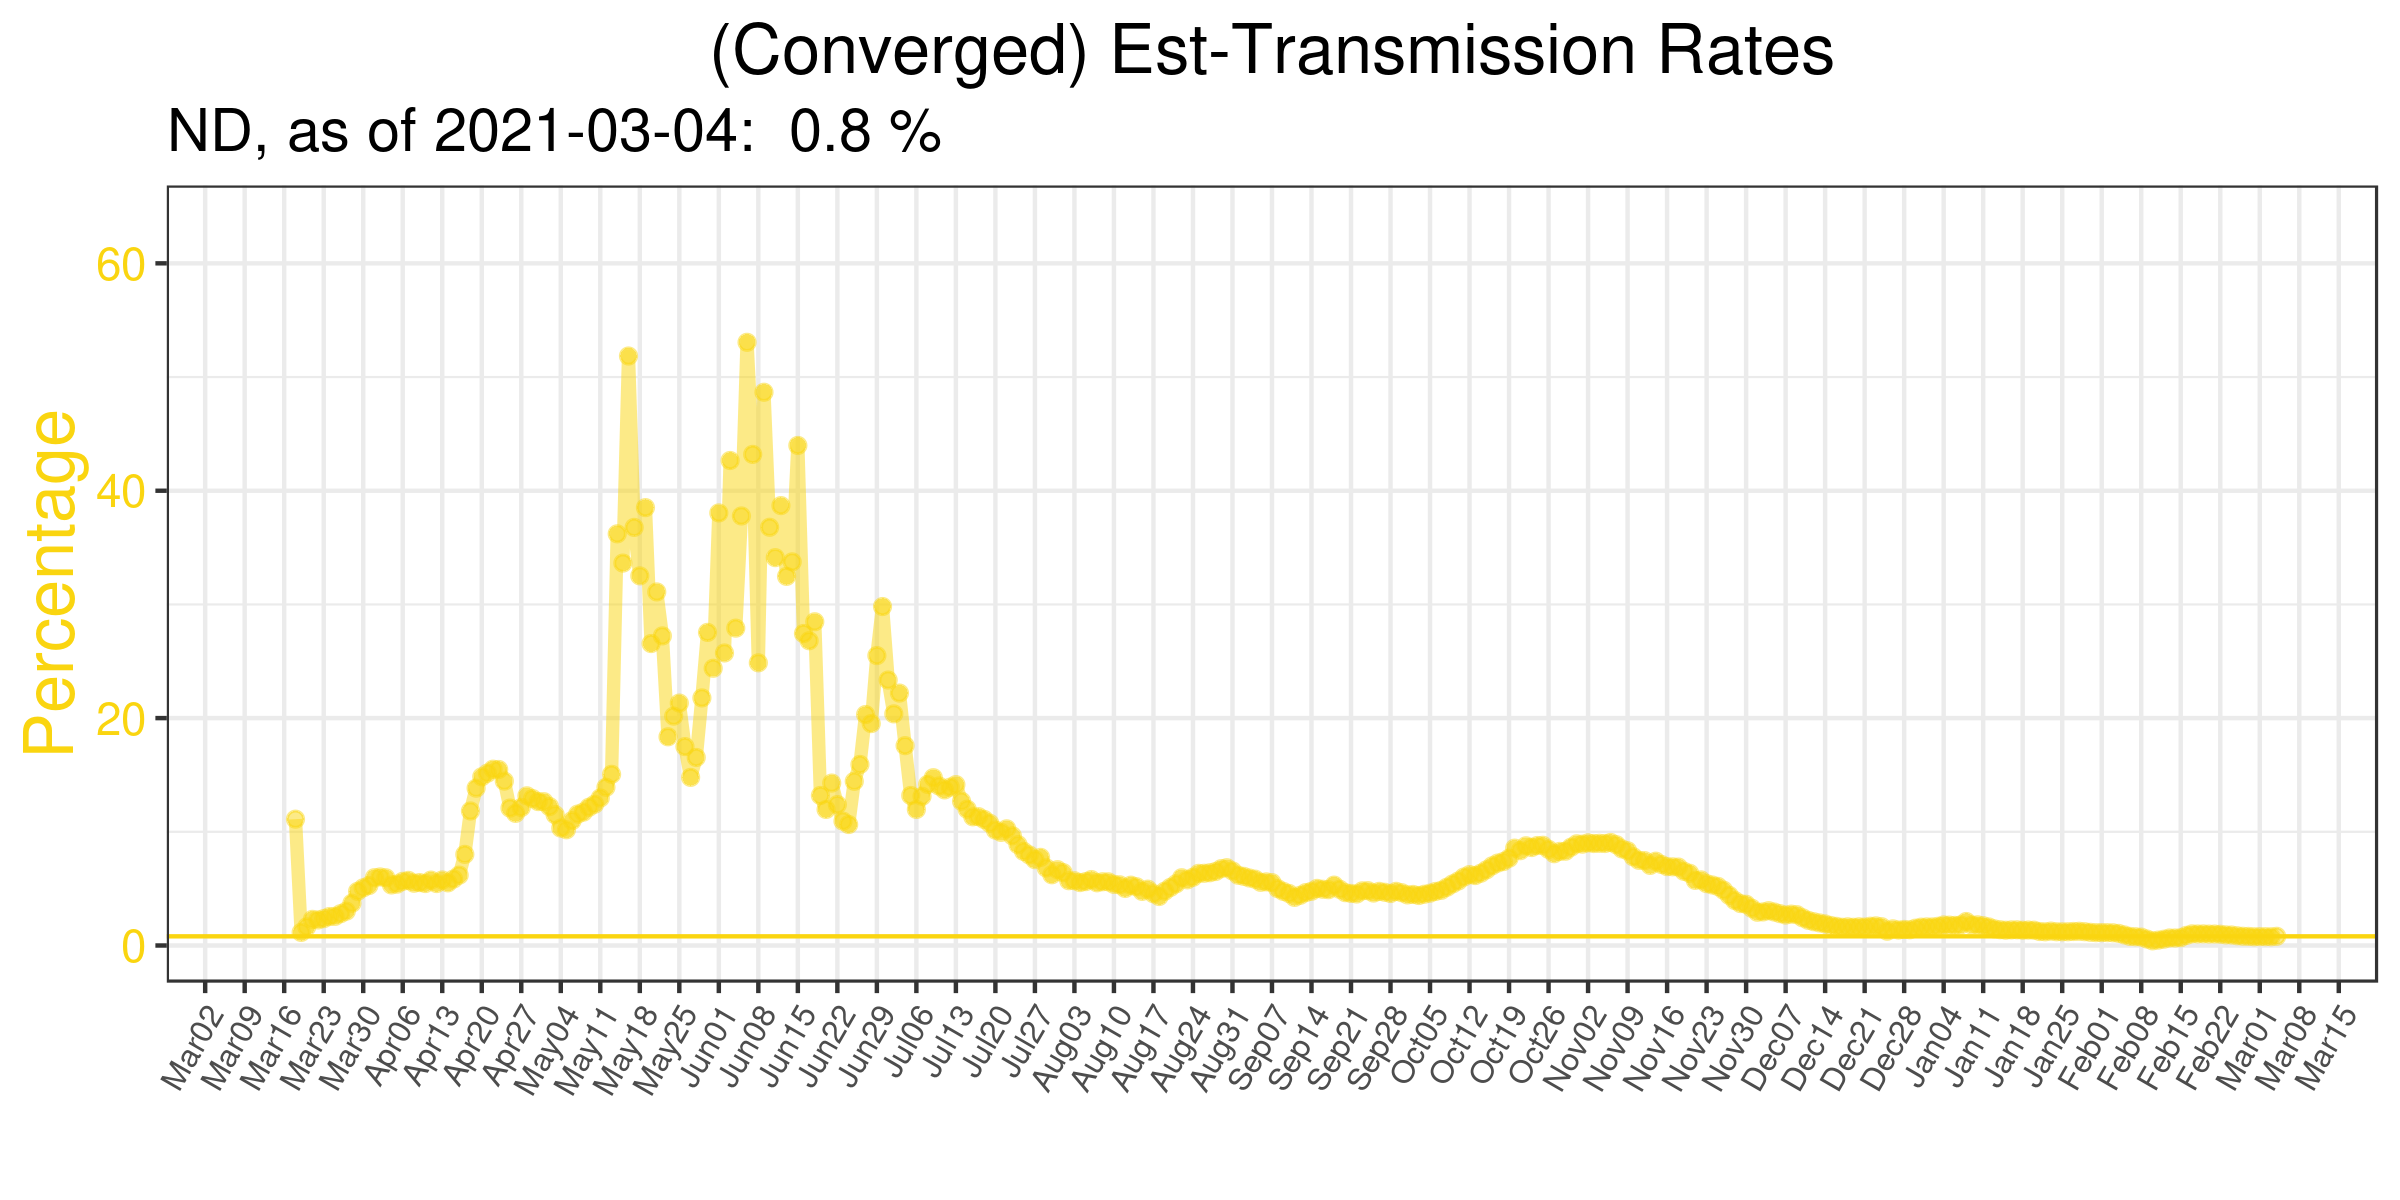 (Converged) Est-Transmission Rates
ND, as of 2021-03-04:  0.8 %
Percentage
60
40
20
0
Mar02
Mar09
Mar16
Mar23
Mar30
Apr06
Apr13
Apr20
Apr27
May04
May11
May18
May25
Jun01
Jun08
Jun15
Jun22
Jun29
Jul06
Jul13
Jul20
Jul27
Aug03
Aug10
Aug17
Aug24
Aug31
Sep07
Sep14
Sep21
Sep28
Oct05
Oct12
Oct19
Oct26
Nov02
Nov09
Nov16
Nov23
Nov30
Dec07
Dec14
Dec21
Dec28
Jan04
Jan11
Jan18
Jan25
Feb01
Feb08
Feb15
Feb22
Mar01
Mar08
Mar15